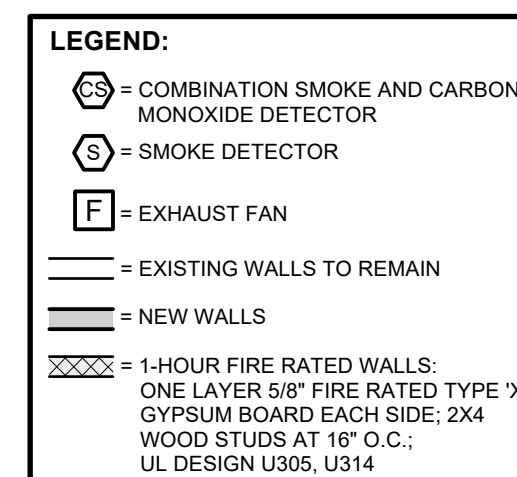 LEGEND:
CS = COMBINATION SMOKE AND CARBON
MONOXIDE DETECTOR
S = SMOKE DETECTOR
F = EXHAUST FAN
= EXISTING WALLS TO REMAIN
= NEW WALLS
= 1-HOUR FIRE RATED WALLS:
ONE LAYER 5/8" FIRE RATED TYPE 'X
GYPSUM BOARD EACH SIDE; 2X4
WOOD STUDS AT 16" O.C.;
UL DESIGN U305, U314